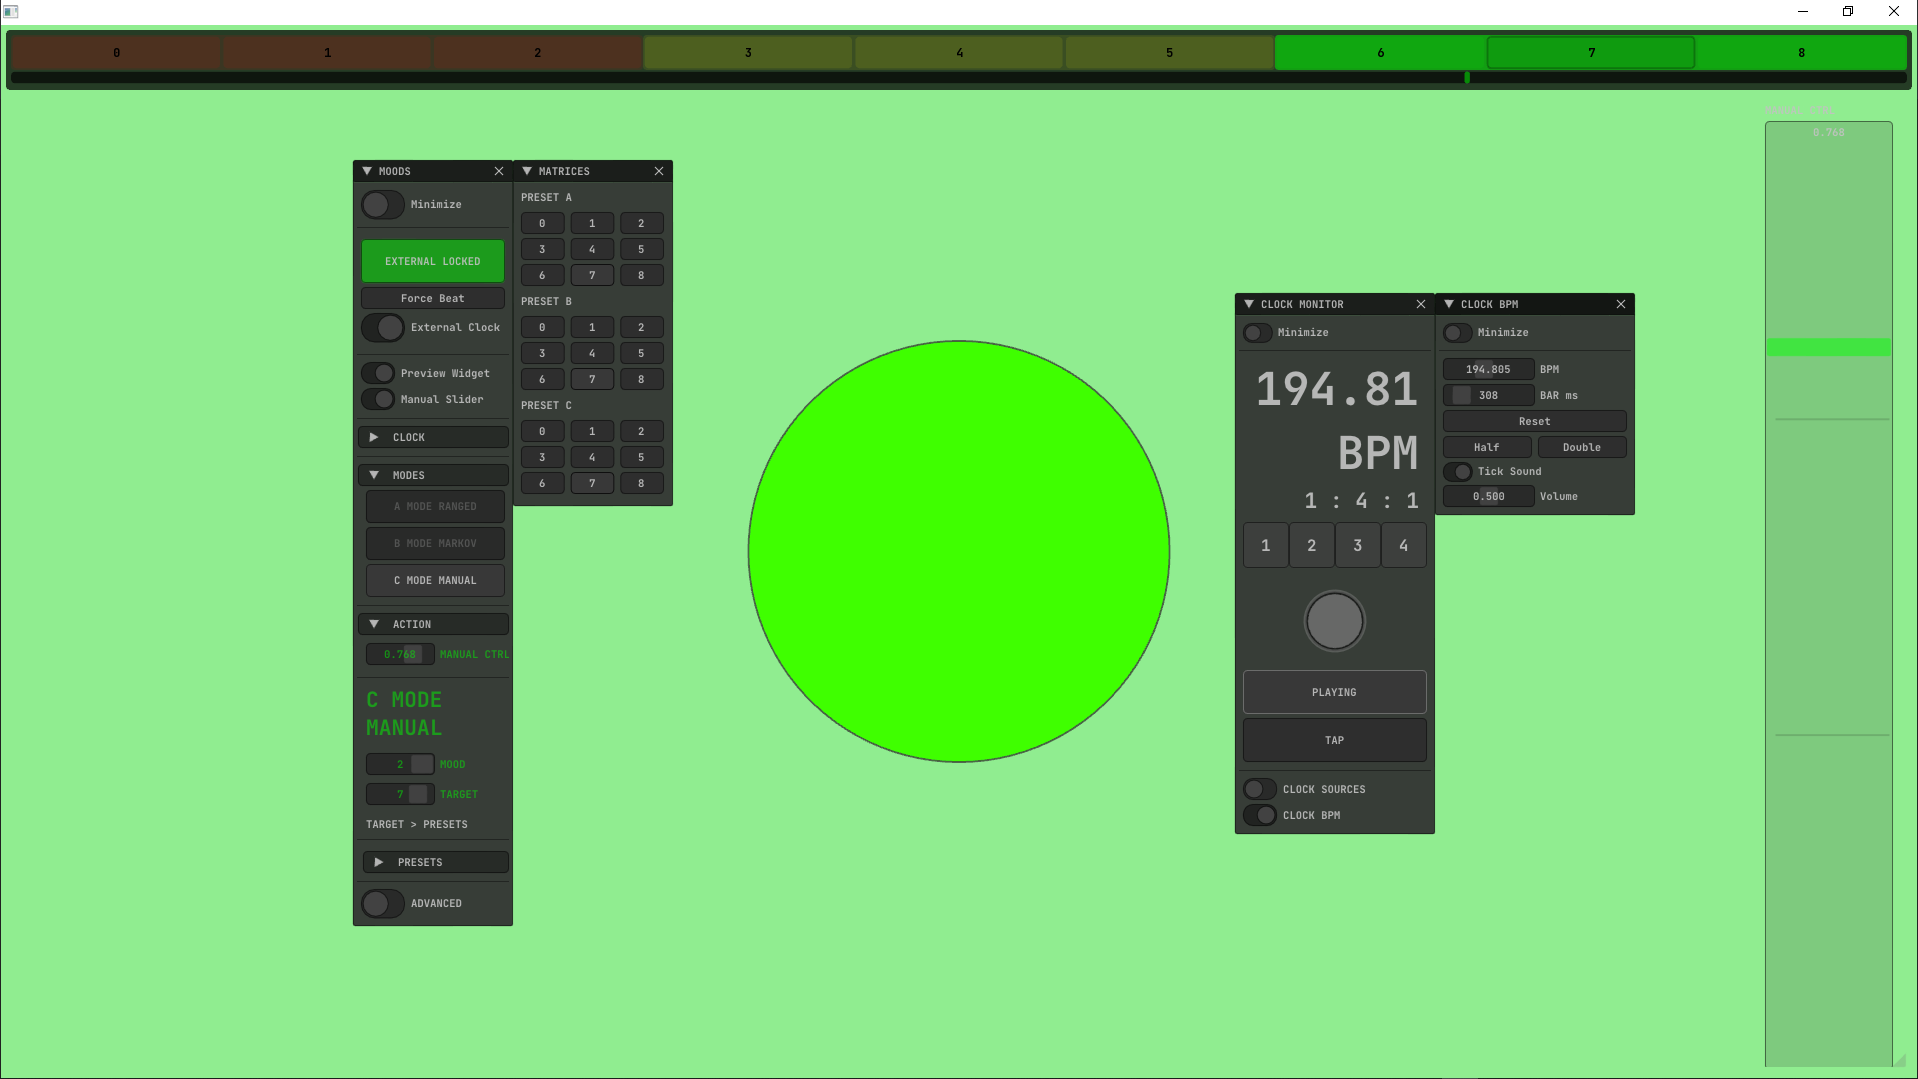 0 1 2 3 4 5 6 7 8
MANUAL CTRL
0.768
MOODS
Minimize
EXTERNAL LOCKED
Force Beat
External Clock
Preview Widget
Manual Slider
CLOCK
MODES
A MODE RANGED
B MODE MARKOV
C MODE MANUAL
ACTION
0.768 MANUAL CTRL
C MODE
MANUAL
2 MOOD
7 TARGET
TARGET > PRESETS
PRESETS
ADVANCED
MATRICES
PRESET A
0 1 2
3 4 5
6 7 8
PRESET B
0 1 2
3 4 5
6 7 8
PRESET C
0 1 2
3 4 5
6 7 8
CLOCK MONITOR
Minimize
194.81
BPM
1 : 4 : 1
1 2 3 4
PLAYING
TAP
CLOCK SOURCES
CLOCK BPM
CLOCK BPM
Minimize
194.805 BPM
308 BAR ms
Reset
Half Double
Tick Sound
0.500 Volume